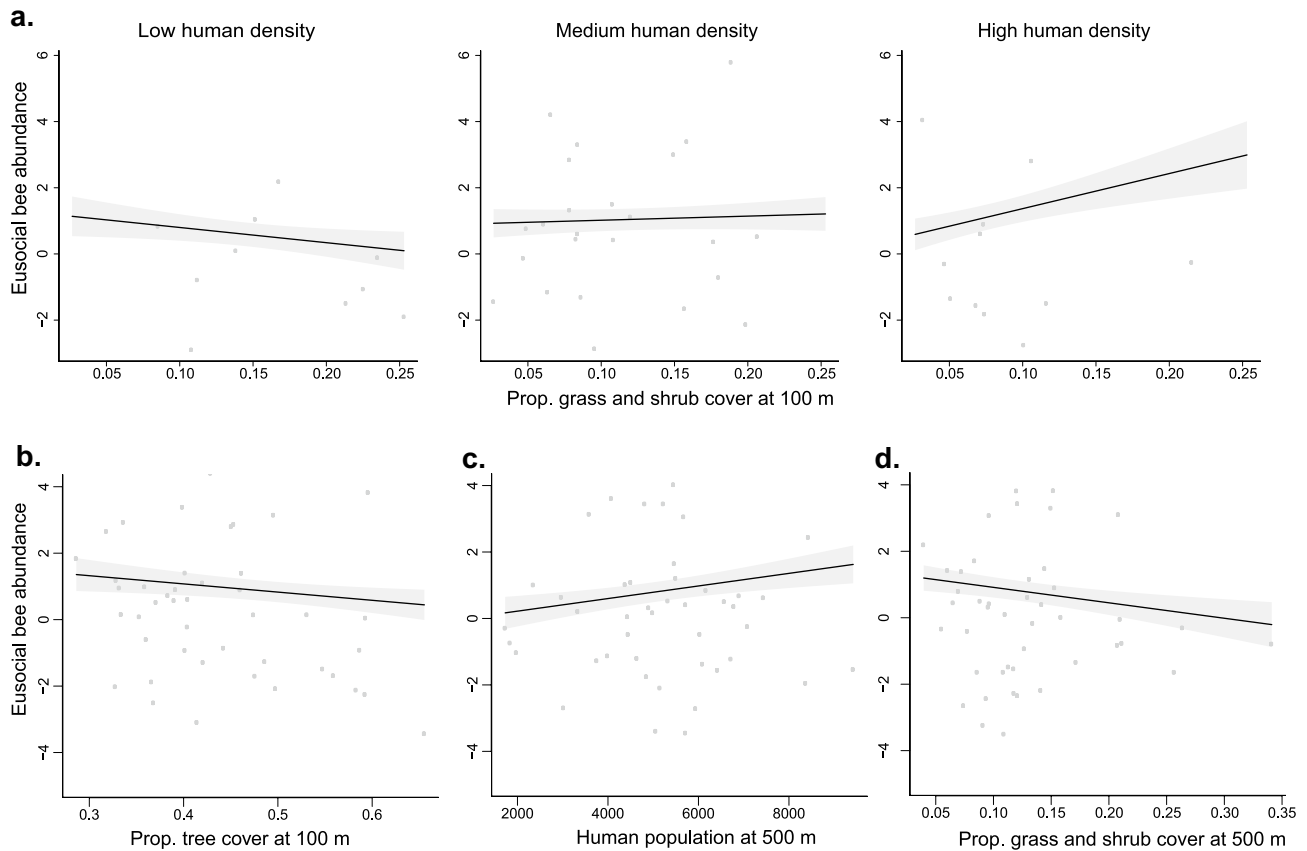 a.
Low human density
Medium human density
High human density
Eusocial bee abundance
6
4
2
0
−2
0.05 0.10 0.15 0.20 0.25
6
4
2
0
−2
0.05 0.10 0.15 0.20 0.25
6
4
2
0
−2
0.05 0.10 0.15 0.20 0.25
Prop. grass and shrub cover at 100 m
b.
Eusocial bee abundance
4
2
0
−2
−4
0.3 0.4 0.5 0.6
Prop. tree cover at 100 m
c.
4
2
0
−2
−4
2000 4000 6000 8000
Human population at 500 m
d.
4
2
0
−2
−4
0.05 0.10 0.15 0.20 0.25 0.30 0.35
Prop. grass and shrub cover at 500 m